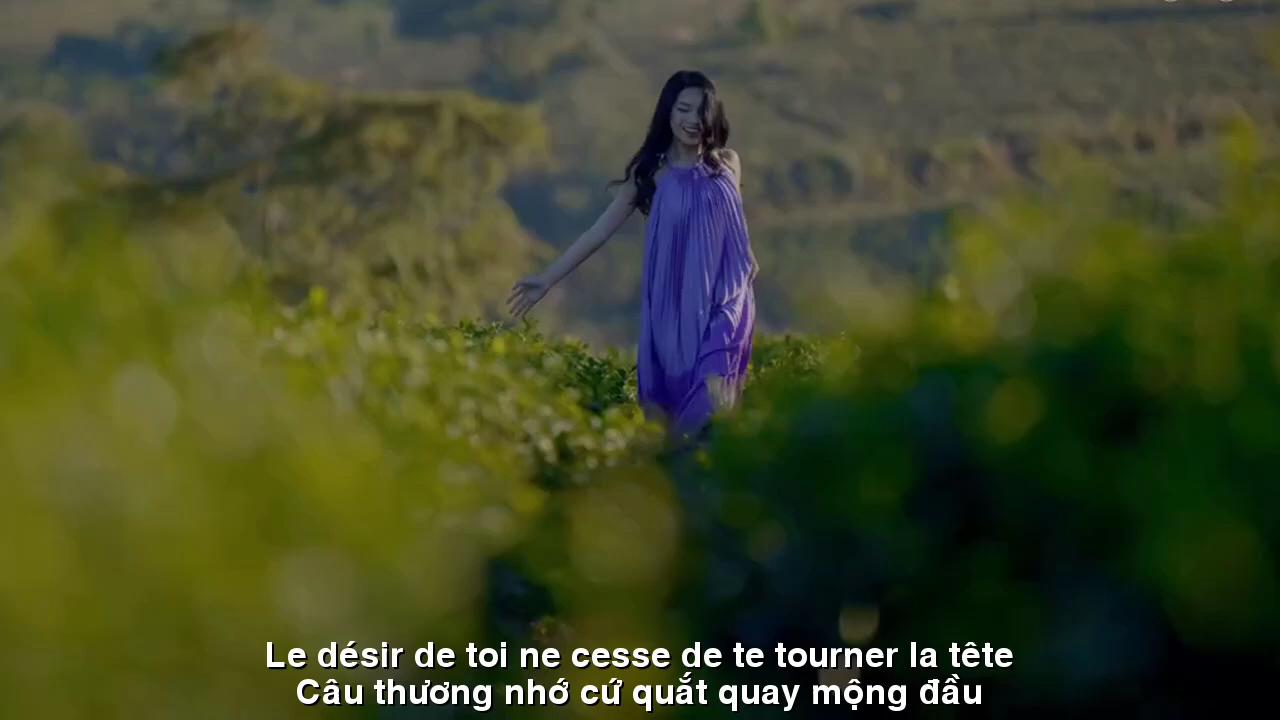 Le désir de toi ne cesse de te tourner la tête
Câu thương nhớ cứ quắt quay mộng đầu